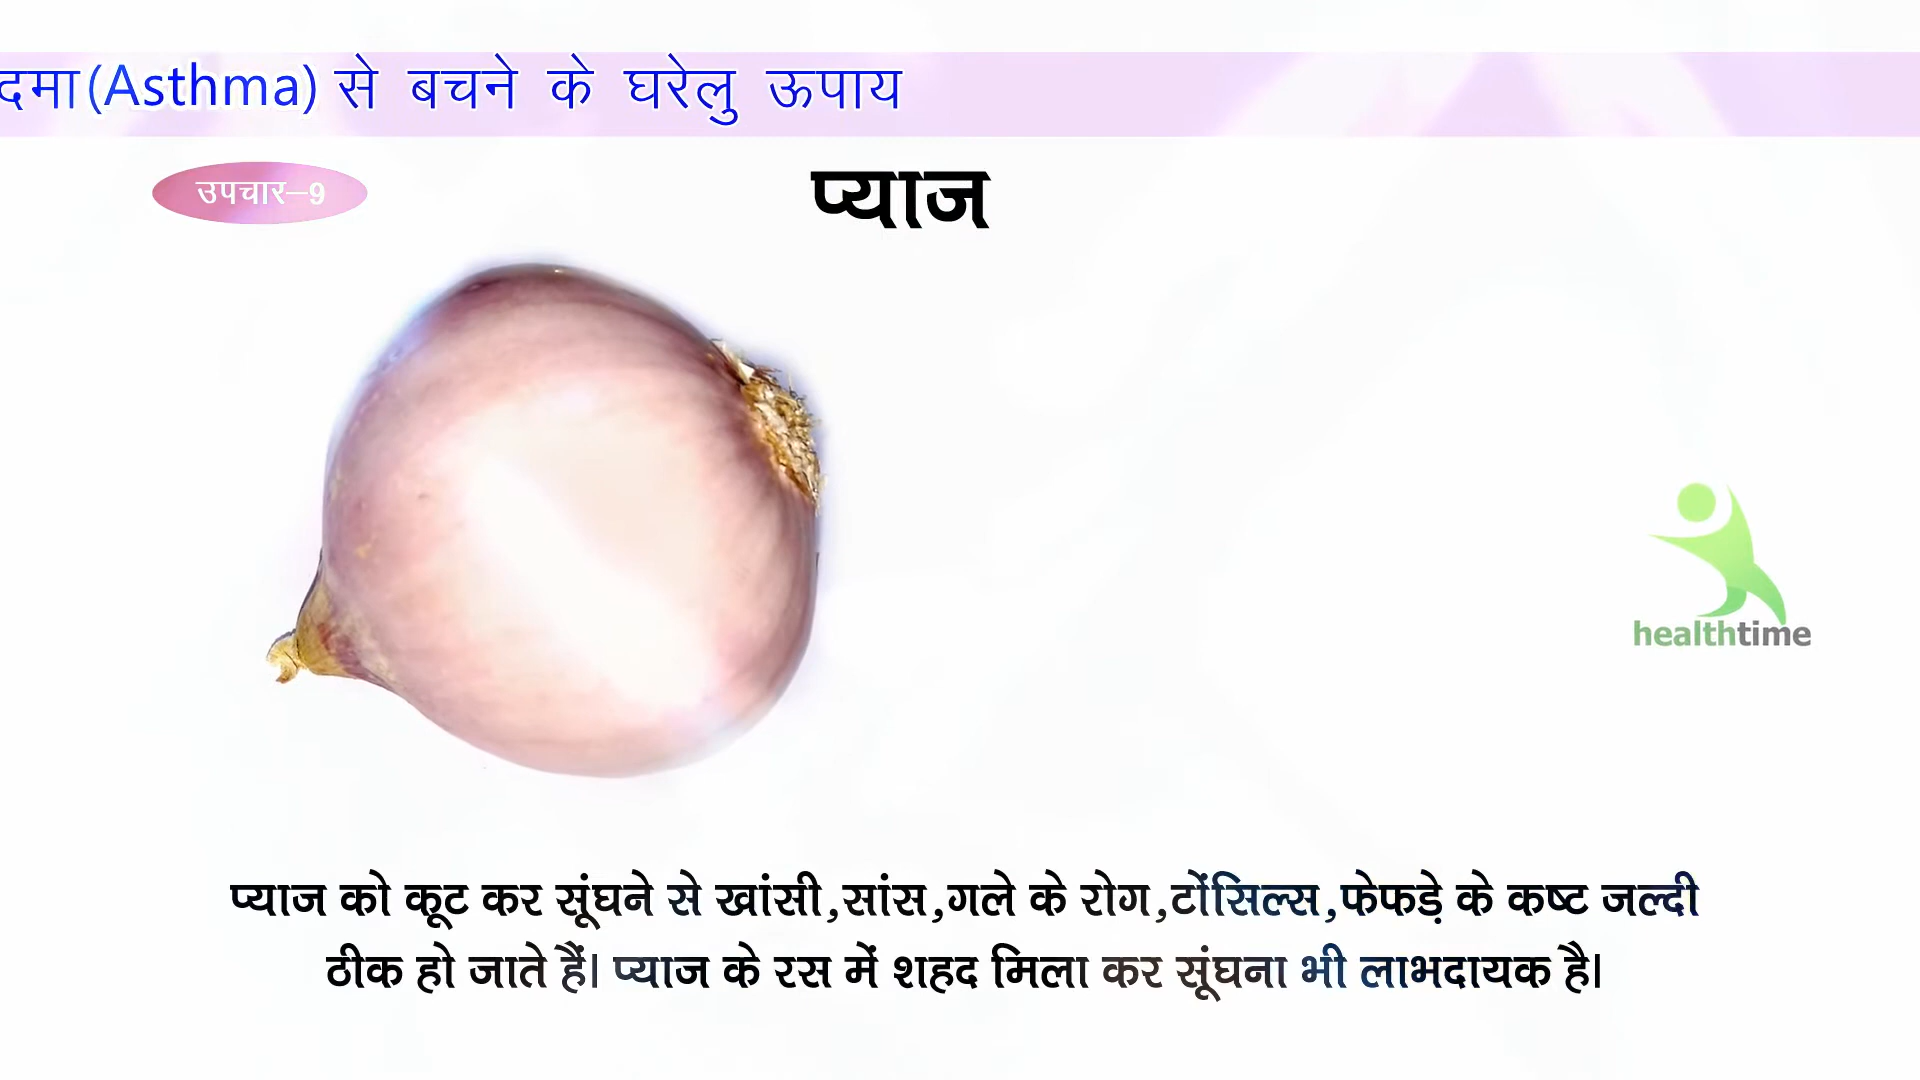 दमा(Asthma) से बचने के घरेलु ऊपाय
उपचार–9
प्याज
healthtime
प्याज को कूट कर सूंघने से खांसी,सांस,गले के रोग,टोंसिल्स,फेफड़े के कष्ट जल्दी
ठीक हो जाते हैं। प्याज के रस में शहद मिला कर सूंघना भी लाभदायक है।